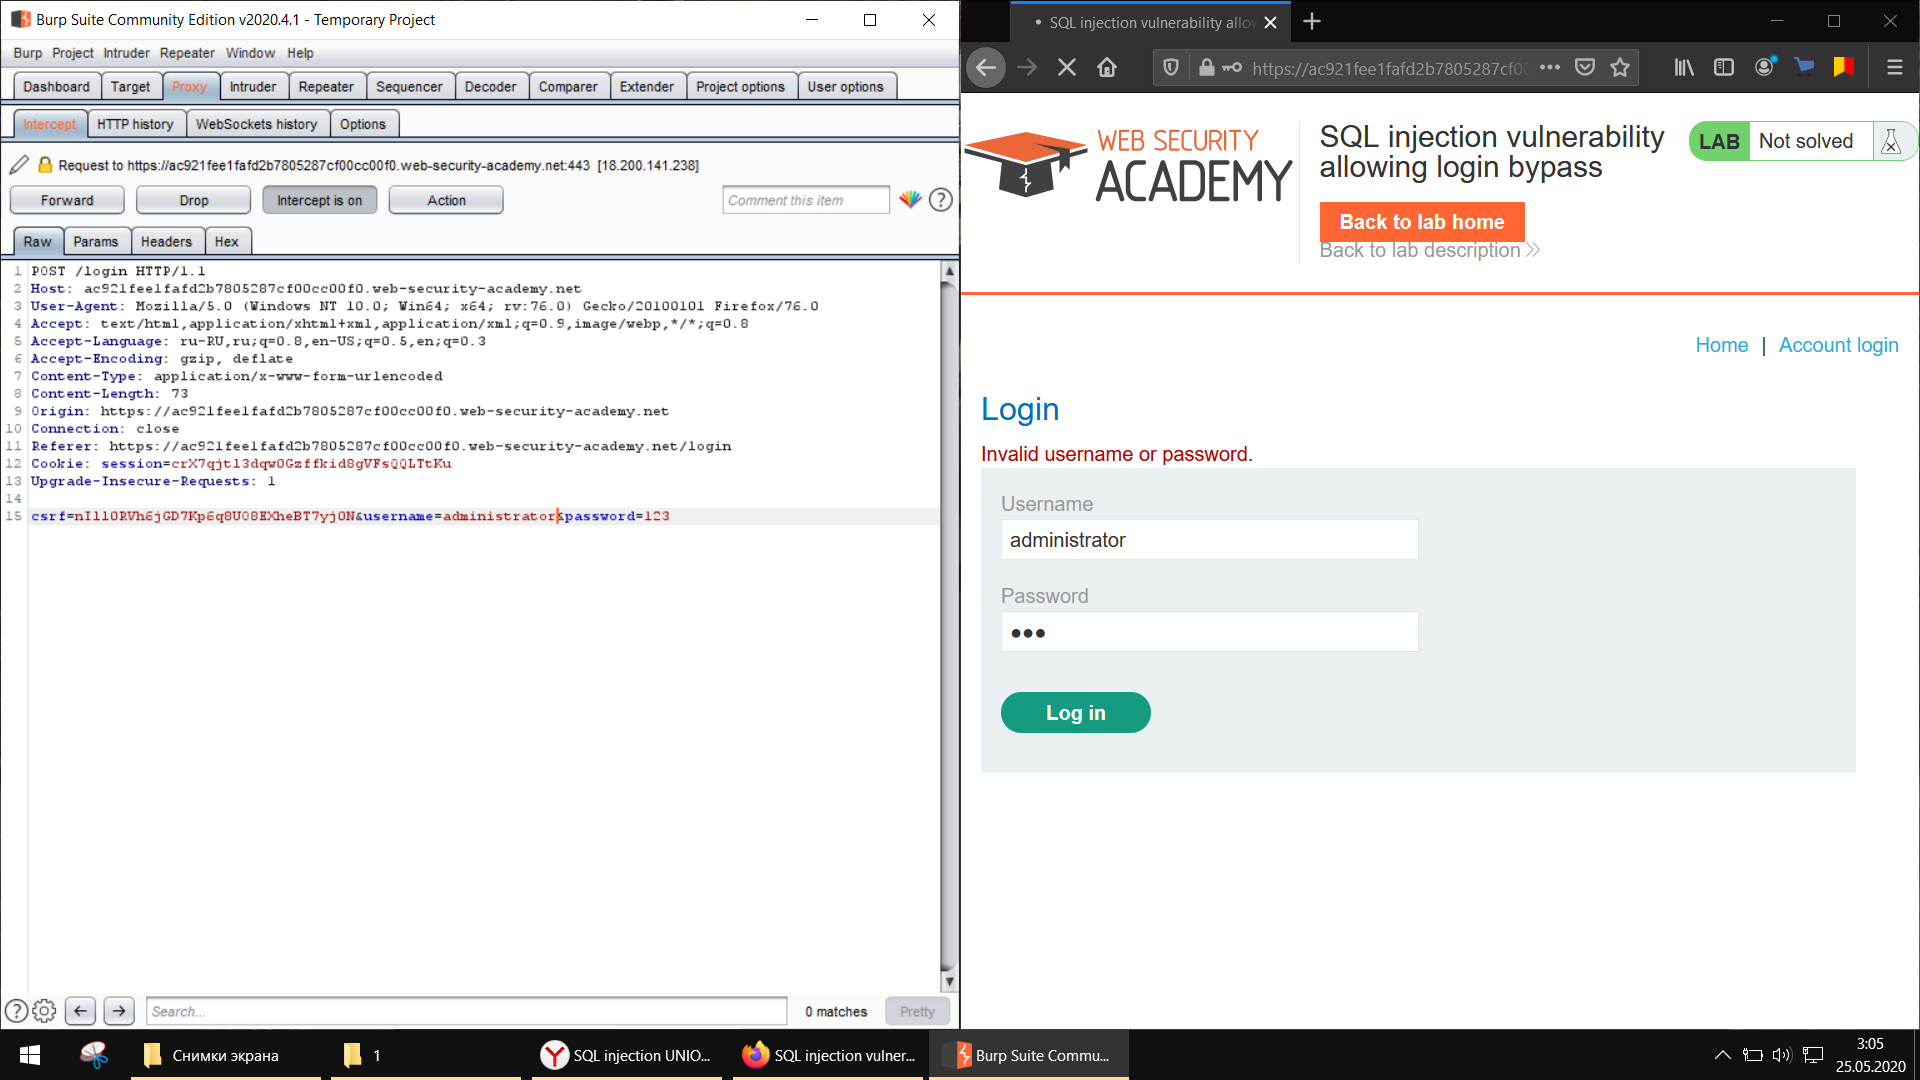 Burp Suite Community Edition v2020.4.1 - Temporary Project
Burp Project Intruder Repeater Window Help
Dashboard Target Proxy Intruder Repeater Sequencer Decoder Comparer Extender Project options User options
Intercept HTTP history WebSockets history Options
Request to https://ac921fee1fafd2b7805287cf00cc00f0.web-security-academy.net:443 [18.200.141.238]
Forward Drop Intercept is on Action Comment this item
Raw Params Headers Hex
1 POST /login HTTP/1.1
2 Host: ac921fee1fafd2b7805287cf00cc00f0.web-security-academy.net
3 User-Agent: Mozilla/5.0 (Windows NT 10.0; Win64; x64; rv:76.0) Gecko/20100101 Firefox/76.0
4 Accept: text/html,application/xhtml+xml,application/xml;q=0.9,image/webp,*/*;q=0.8
5 Accept-Language: ru-RU,ru;q=0.8,en-US;q=0.5,en;q=0.3
6 Accept-Encoding: gzip, deflate
7 Content-Type: application/x-www-form-urlencoded
8 Content-Length: 73
9 Origin: https://ac921fee1fafd2b7805287cf00cc00f0.web-security-academy.net
10 Connection: close
11 Referer: https://ac921fee1fafd2b7805287cf00cc00f0.web-security-academy.net/login
12 Cookie: session=
13 Upgrade-Insecure-Requests: 1
14
15 csrf= &username=administrator&password=123
Search... 0 matches Pretty
SQL injection vulnerability allo
https://ac921fee1fafd2b7805287cf0
WEB SECURITY
ACADEMY
SQL injection vulnerability
allowing login bypass
LAB Not solved
Back to lab home
Back to lab description
Home | Account login
Login
Invalid username or password.
Username
administrator
Password
Log in
Снимки экрана
1
SQL injection UNIO...
SQL injection vulner...
Burp Suite Commu...
3:05
25.05.2020